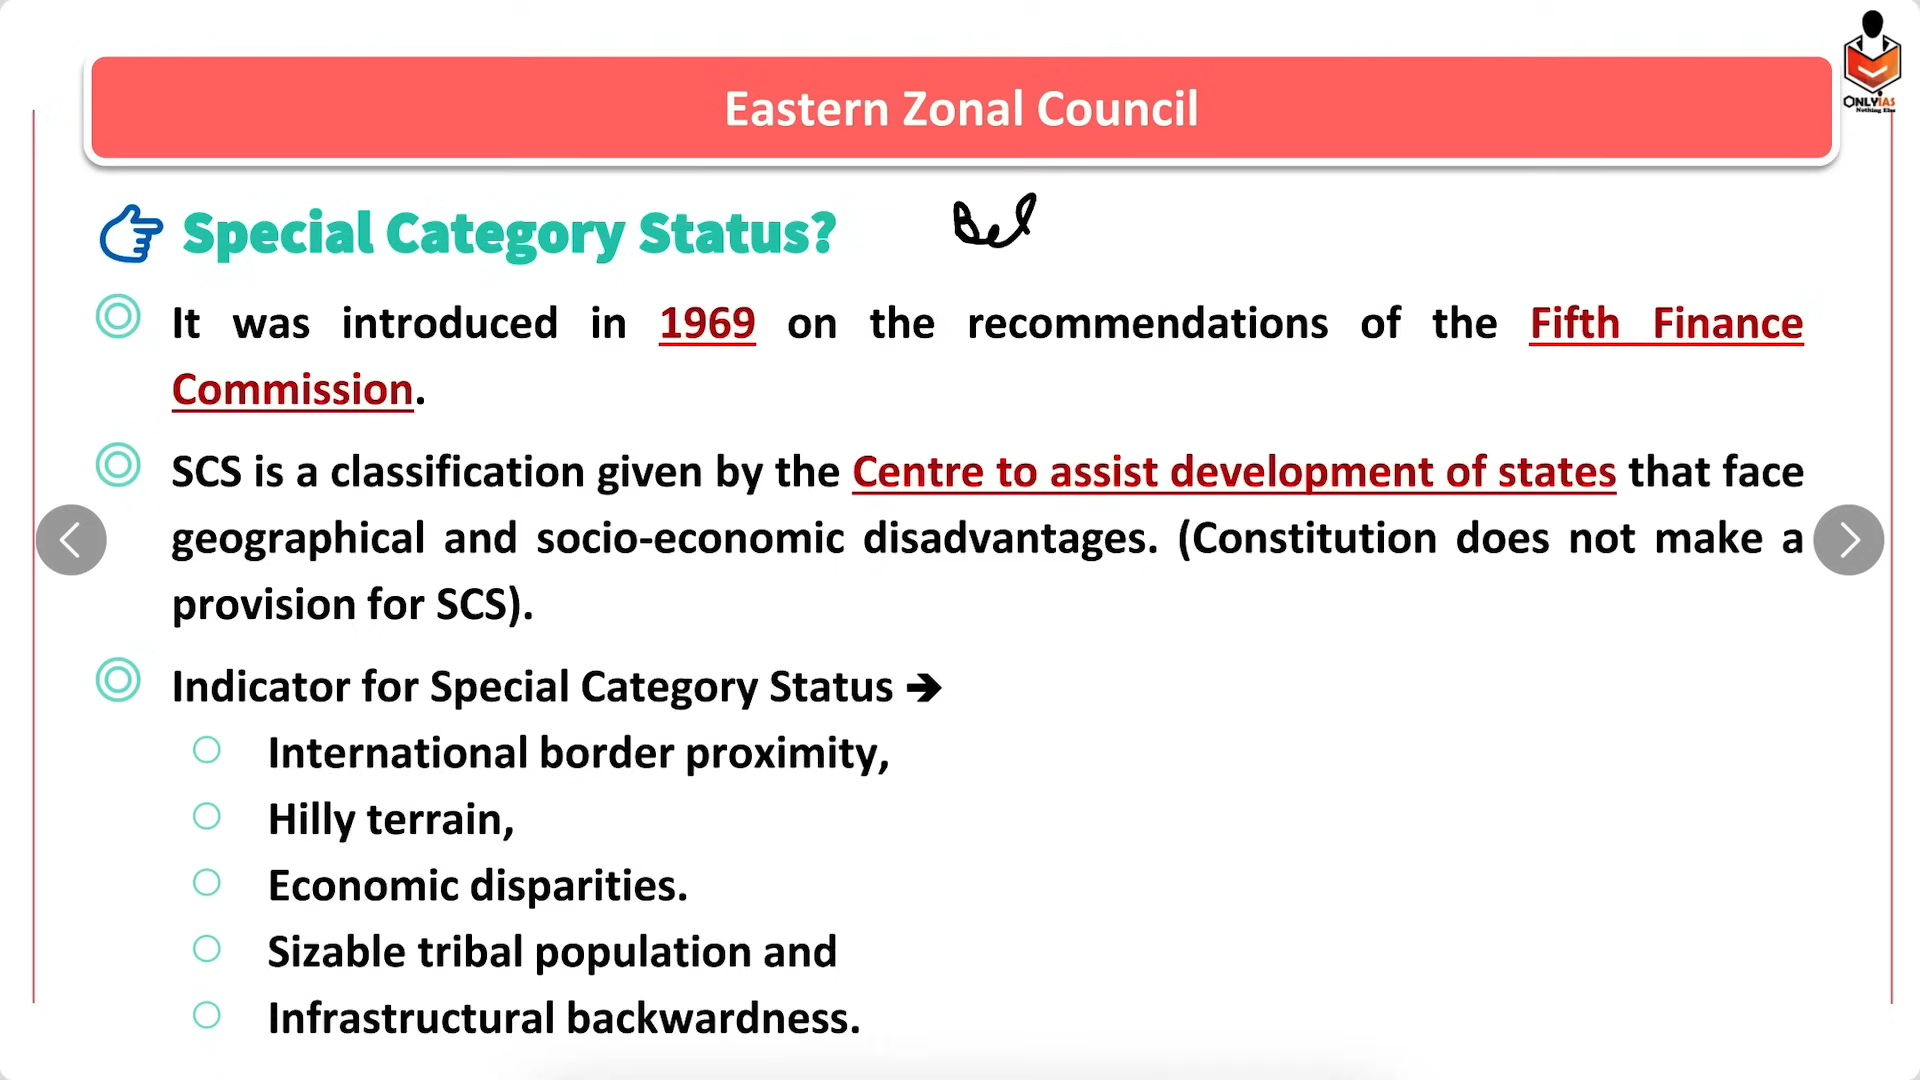 Eastern Zonal Council
ONLYIAS
Nothing Else
Special Category Status?
It was introduced in 1969 on the recommendations of the Fifth Finance
Commission.
SCS is a classification given by the Centre to assist development of states that face
geographical and socio-economic disadvantages. (Constitution does not make a
provision for SCS).
Indicator for Special Category Status ➔
International border proximity,
Hilly terrain,
Economic disparities.
Sizable tribal population and
Infrastructural backwardness.